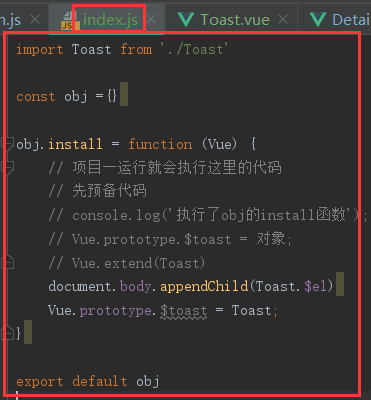 n.js
index.js
Toast.vue
Detai
import Toast from './Toast'
const obj ={}
obj.install = function (Vue) {
// 项目一运行就会执行这里的代码
// 先预备代码
// console.log('执行了obj的install函数');
// Vue.prototype.$toast = 对象;
// Vue.extend(Toast)
document.body.appendChild(Toast.$el)
Vue.prototype.$toast = Toast;
}
export default obj